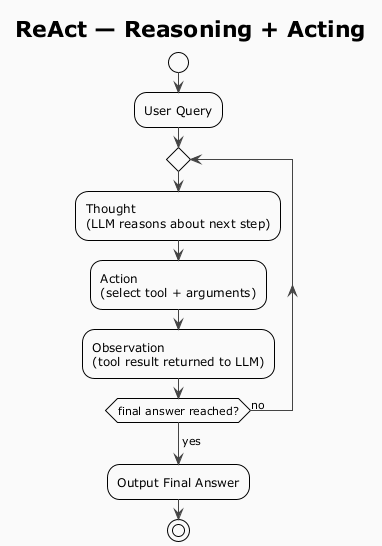 ReAct — Reasoning + Acting
User Query
Thought
(LLM reasons about next step)
Action
(select tool + arguments)
Observation
(tool result returned to LLM)
final answer reached?
no
yes
Output Final Answer